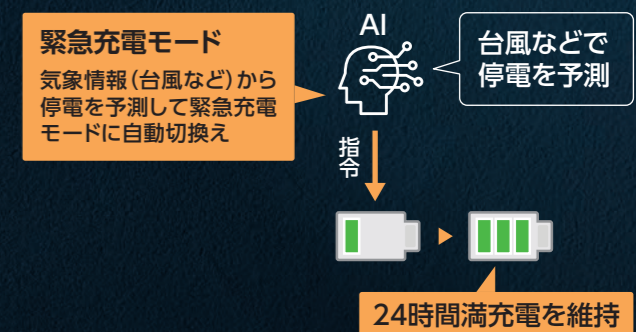 緊急充電モード
気象情報（台風など）から
停電を予測して緊急充電
モードに自動切換え
AI
台風などで
停電を予測
指令
24時間満充電を維持